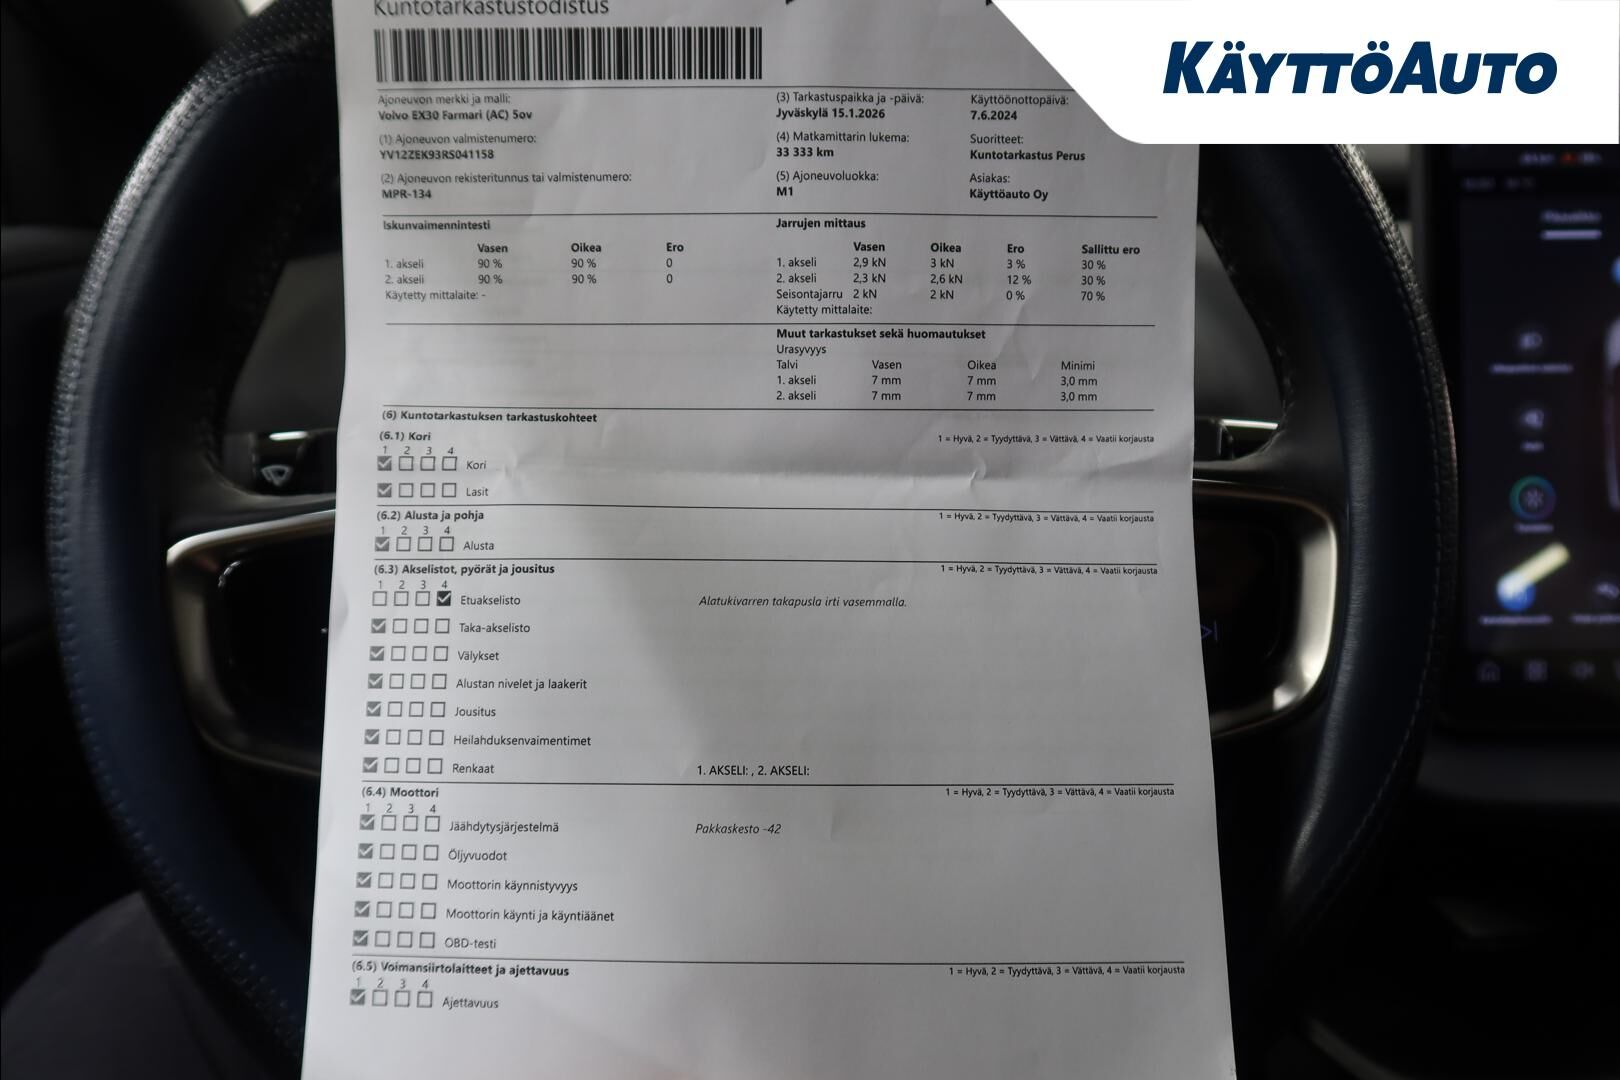 KÄYTTÖAUTO
Kuntotarkastustodistus
Ajoneuvon merkki ja malli:
Volvo EX30 Farmari (AC) 5ov
(1) Ajoneuvon valmistenumero:
YV12ZEK93RS041158
(2) Ajoneuvon rekisteritunnus tai valmistenumero:
MPR-134
(3) Tarkastuspaikka ja -päivä:
Jyväskylä 15.1.2026
(4) Matkamittarin lukema:
33 333 km
(5) Ajoneuvoluokka:
M1
Käyttöönottopäivä:
7.6.2024
Suoritteet:
Kuntotarkastus Perus
Asiakas:
Käyttöauto Oy
Iskunvaimennintesti
Vasen Oikea Ero
1. akseli 90 % 90 % 0
2. akseli 90 % 90 % 0
Käytetty mittalaite: -
Jarrujen mittaus
Vasen Oikea Ero Sallittu ero
1. akseli 2,9 kN 3 kN 3 % 30 %
2. akseli 2,3 kN 2,6 kN 12 % 30 %
Seisontajarru 2 kN 2 kN 0 % 70 %
Käytetty mittalaite:
Muut tarkastukset sekä huomautukset
Urasyvyys
Talvi Vasen Oikea Minimi
1. akseli 7 mm 7 mm 3,0 mm
2. akseli 7 mm 7 mm 3,0 mm
(6) Kuntotarkastuksen tarkastuskohteet
(6.1) Kori 1 = Hyvä, 2 = Tyydyttävä, 3 = Vättävä, 4 = Vaatii korjausta
1 2 3 4
Kori
Lasit
(6.2) Alusta ja pohja 1 = Hyvä, 2 = Tyydyttävä, 3 = Vättävä, 4 = Vaatii korjausta
1 2 3 4
Alusta
(6.3) Akselistot, pyörät ja jousitus 1 = Hyvä, 2 = Tyydyttävä, 3 = Vättävä, 4 = Vaatii korjausta
1 2 3 4
Etuakselisto Alatukivarren takapusla irti vasemmalla.
Taka-akselisto
Välykset
Alustan nivelet ja laakerit
Jousitus
Heilahduksenvaimentimet
Renkaat 1. AKSELI: , 2. AKSELI:
(6.4) Moottori 1 = Hyvä, 2 = Tyydyttävä, 3 = Vättävä, 4 = Vaatii korjausta
1 2 3 4
Jäähdytysjärjestelmä Pakkaskesto -42
Öljyvuodot
Moottorin käynnistyvyys
Moottorin käynti ja käyntiäänet
OBD-testi
(6.5) Voimansiirtolaitteet ja ajettavuus 1 = Hyvä, 2 = Tyydyttävä, 3 = Vättävä, 4 = Vaatii korjausta
1 2 3 4
Ajettavuus